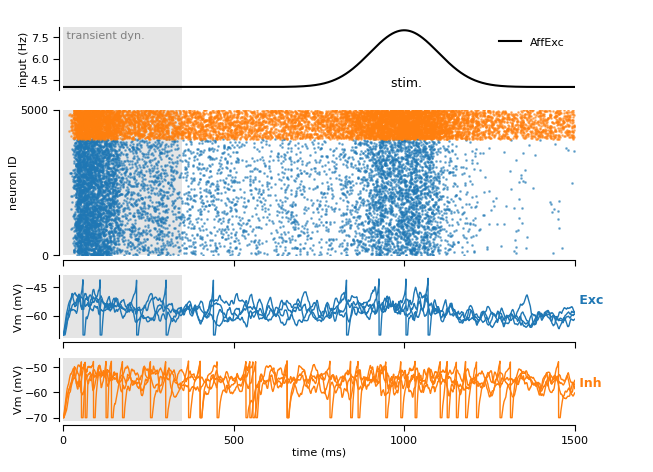 transient dyn.
7.5
6.0
4.5
input (Hz)
AffExc
stim.
5000
0
neuron ID
−45
−60
Vm (mV)
Exc
−50
−60
−70
Vm (mV)
Inh
0
500
1000
1500
time (ms)